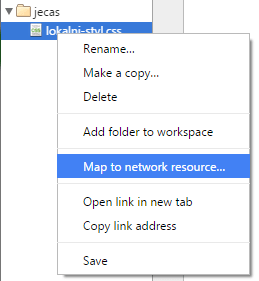 jecas
lokalni-styl.css
Rename...
Make a copy...
Delete
Add folder to workspace
Map to network resource...
Open link in new tab
Copy link address
Save